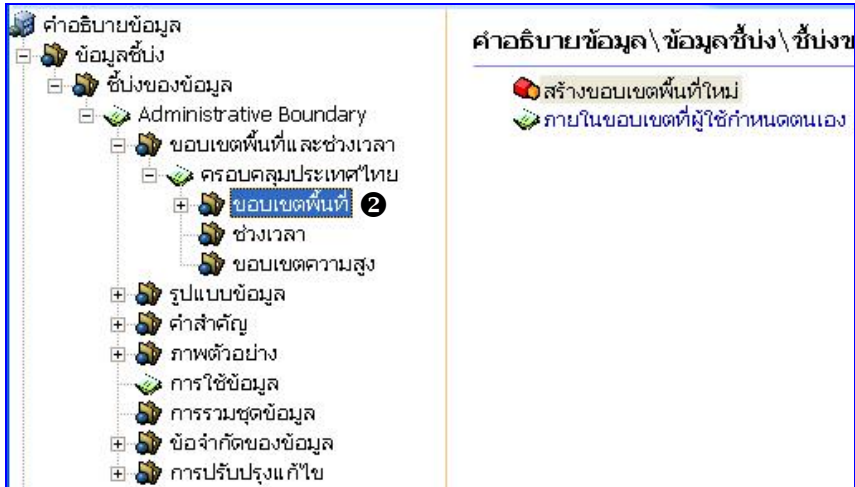 คำอธิบายข้อมูล
ข้อมูลชี้บ่ง
ชี้บ่งของข้อมูล
Administrative Boundary
ขอบเขตพื้นที่และช่วงเวลา
ครอบคลุมประเทศไทย
ขอบเขตพื้นที่ ❷
ช่วงเวลา
ขอบเขตความสูง
รูปแบบข้อมูล
คำสำคัญ
ภาพตัวอย่าง
การใช้ข้อมูล
การรวมชุดข้อมูล
ข้อจำกัดของข้อมูล
การปรับปรุงแก้ไข
คำอธิบายข้อมูล\ข้อมูลชี้บ่ง\ชี้บ่งข
สร้างขอบเขตพื้นที่ใหม่
ภายในขอบเขตที่ผู้ใช้กำหนดตนเอง